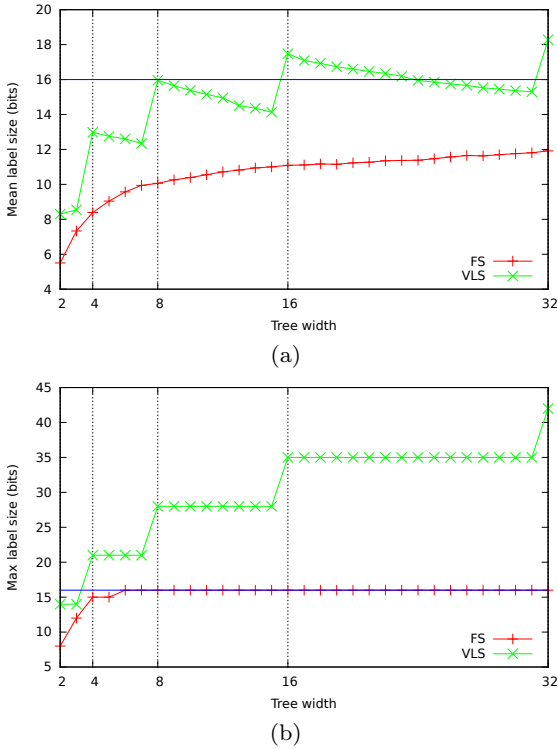 20
18
16
14
12
10
8
6
4
Mean label size (bits)
FS
VLS
2 4 8 16 32
Tree width
(a)
45
40
35
30
25
20
15
10
5
Max label size (bits)
FS
VLS
2 4 8 16 32
Tree width
(b)